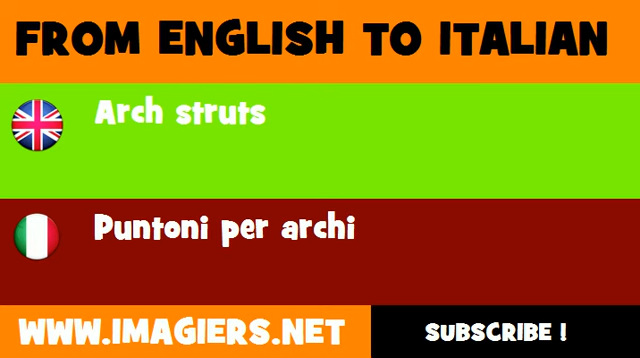 FROM ENGLISH TO ITALIAN
Arch struts
Puntoni per archi
WWW.IMAGIERS.NET
SUBSCRIBE !